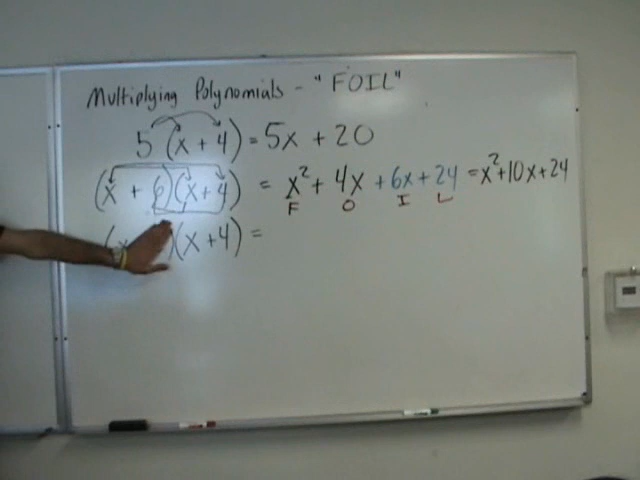 Multiplying Polynomials - "FOIL"
5(x + 4) = 5x + 20
(x + 6)(x + 4) = x² + 4x + 6x + 24 = x² + 10x + 24
F O I L
(x )(x + 4) =